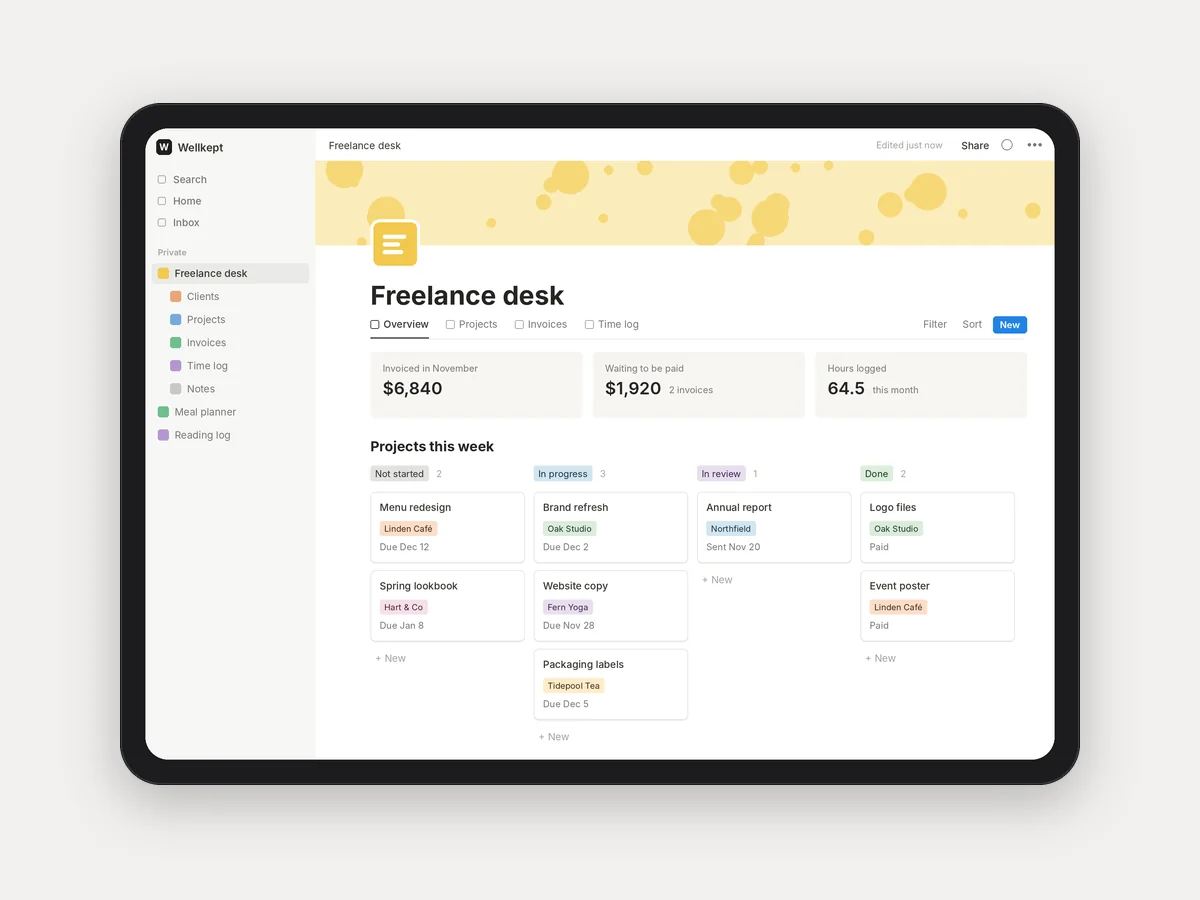 W Wellkept
Search
Home
Inbox
Private
Freelance desk
Clients
Projects
Invoices
Time log
Notes
Meal planner
Reading log
Freelance desk
Edited just now
Share
Freelance desk
Overview
Projects
Invoices
Time log
Filter
Sort
New
Invoiced in November
$6,840
Waiting to be paid
$1,920 2 invoices
Hours logged
64.5 this month
Projects this week
Not started 2
Menu redesign
Linden Café
Due Dec 12
Spring lookbook
Hart & Co
Due Jan 8
+ New
In progress 3
Brand refresh
Oak Studio
Due Dec 2
Website copy
Fern Yoga
Due Nov 28
Packaging labels
Tidepool Tea
Due Dec 5
+ New
In review 1
Annual report
Northfield
Sent Nov 20
+ New
Done 2
Logo files
Oak Studio
Paid
Event poster
Linden Café
Paid
+ New